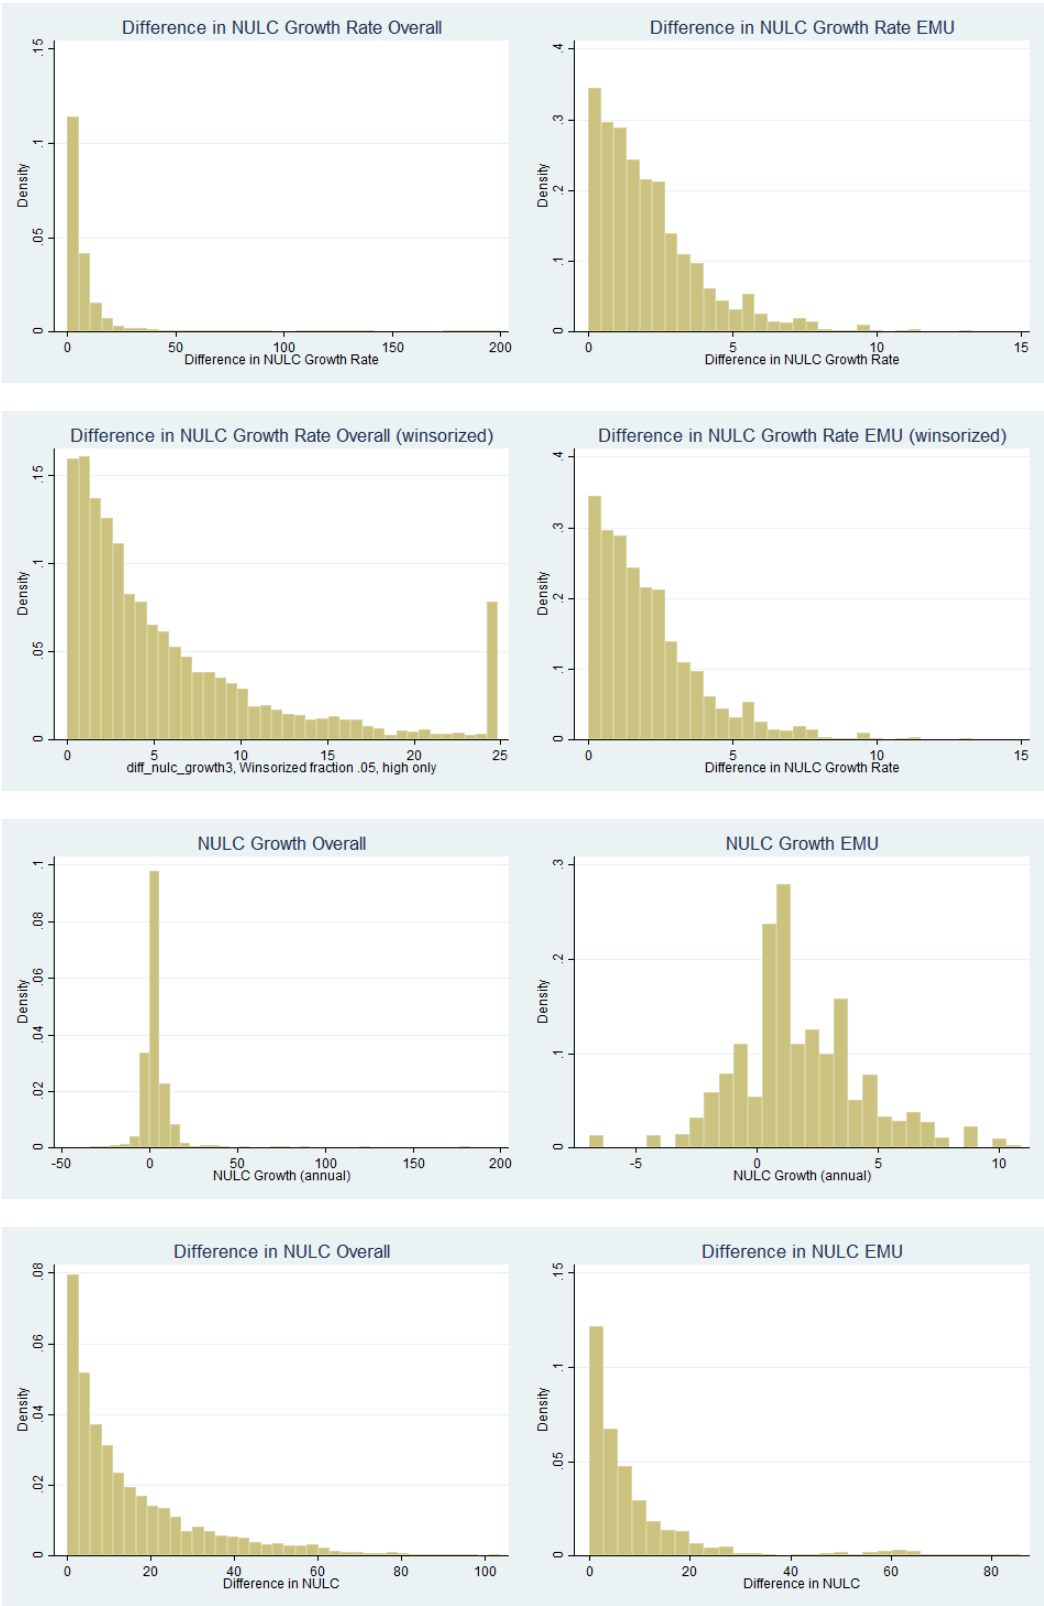 Difference in NULC Growth Rate Overall
Density
0 .05 .1 .15
0 50 100 150 200
Difference in NULC Growth Rate
Difference in NULC Growth Rate EMU
Density
0 .1 .2 .3 .4
0 5 10 15
Difference in NULC Growth Rate
Difference in NULC Growth Rate Overall (winsorized)
Density
0 .05 .1 .15
0 5 10 15 20 25
diff_nulc_growth3, Winsorized fraction .05, high only
Difference in NULC Growth Rate EMU (winsorized)
Density
0 .1 .2 .3 .4
0 5 10 15
Difference in NULC Growth Rate
NULC Growth Overall
Density
0 .02 .04 .06 .08 .1
-50 0 50 100 150 200
NULC Growth (annual)
NULC Growth EMU
Density
0 .1 .2 .3
-5 0 5 10
NULC Growth (annual)
Difference in NULC Overall
Density
0 .02 .04 .06 .08
0 20 40 60 80 100
Difference in NULC
Difference in NULC EMU
Density
0 .05 .1 .15
0 20 40 60 80
Difference in NULC